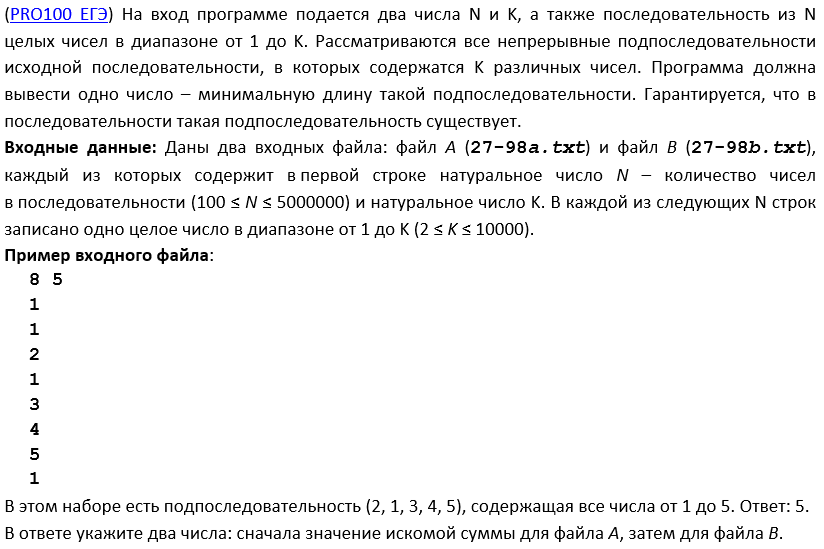 (PRO100 ЕГЭ) На вход программе подается два числа N и K, а также последовательность из N
целых чисел в диапазоне от 1 до K. Рассматриваются все непрерывные подпоследовательности
исходной последовательности, в которых содержатся K различных чисел. Программа должна
вывести одно число – минимальную длину такой подпоследовательности. Гарантируется, что в
последовательности такая подпоследовательность существует.
Входные данные: Даны два входных файла: файл A (27-98a.txt) и файл B (27-98b.txt),
каждый из которых содержит в первой строке натуральное число N – количество чисел
в последовательности (100 ≤ N ≤ 5000000) и натуральное число K. В каждой из следующих N строк
записано одно целое число в диапазоне от 1 до K (2 ≤ K ≤ 10000).
Пример входного файла:
8 5
1
1
2
1
3
4
5
1
В этом наборе есть подпоследовательность (2, 1, 3, 4, 5), содержащая все числа от 1 до 5. Ответ: 5.
В ответе укажите два числа: сначала значение искомой суммы для файла A, затем для файла B.